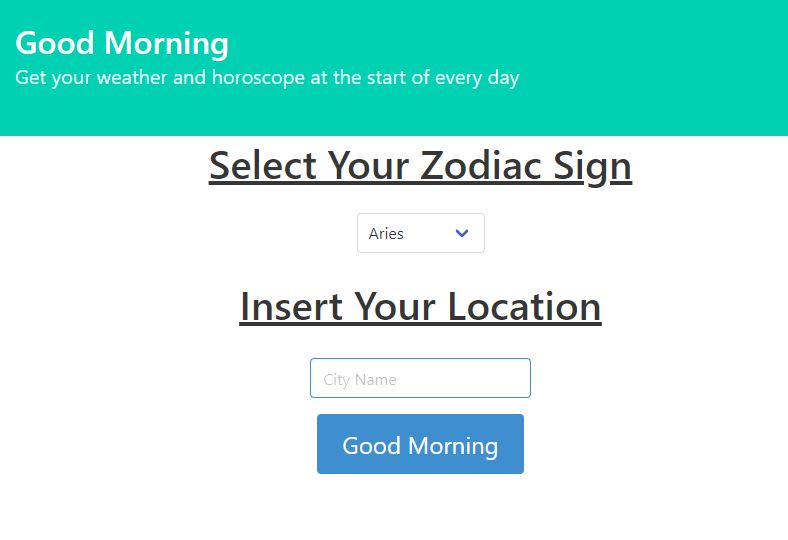 Good Morning
Get your weather and horoscope at the start of every day
Select Your Zodiac Sign
Aries
Insert Your Location
City Name
Good Morning